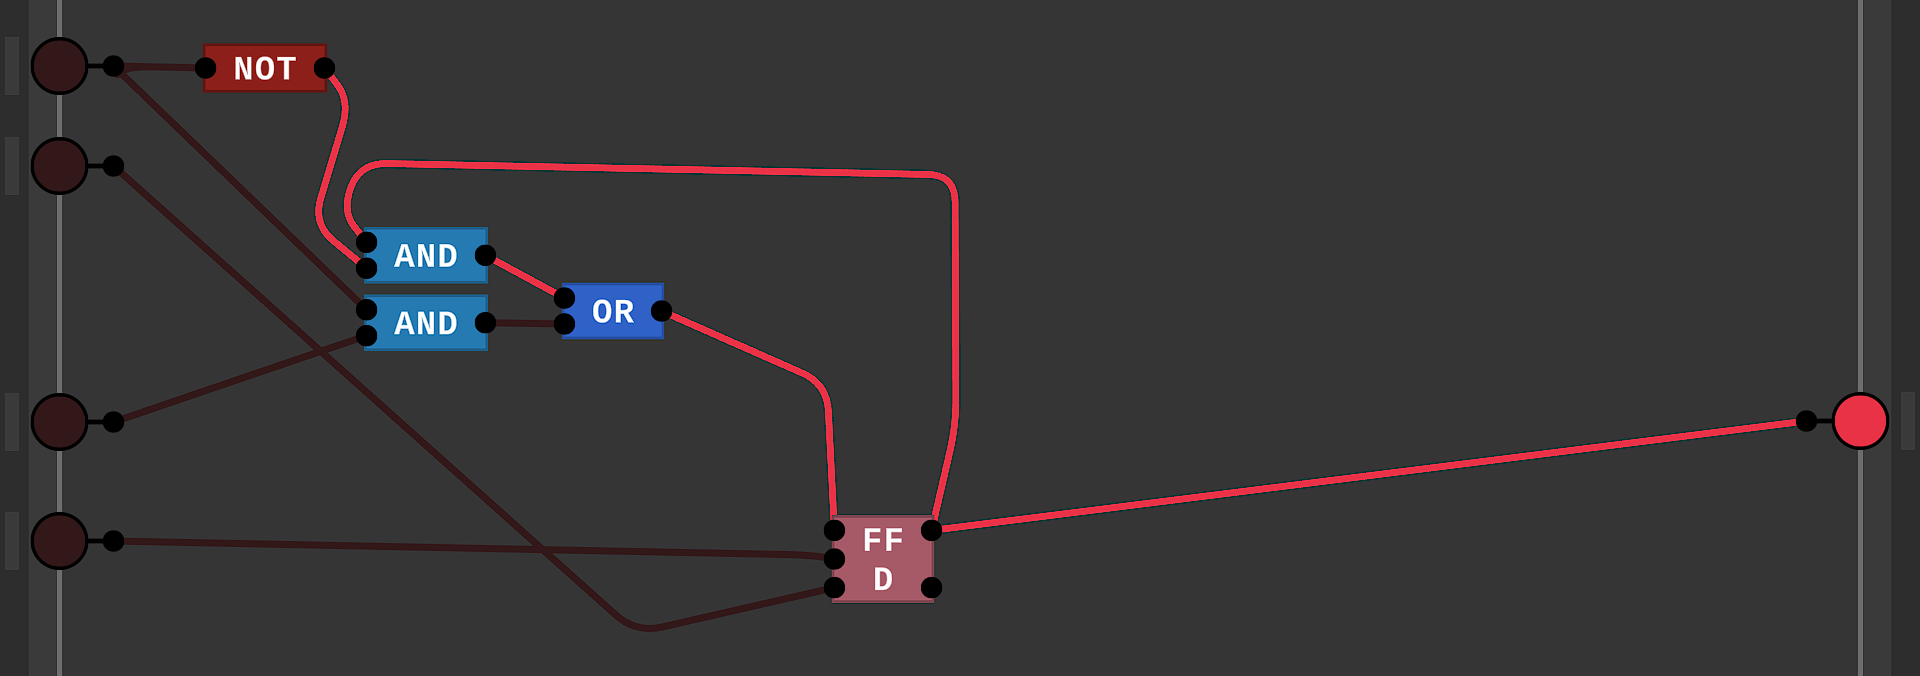 NOT
AND
AND
OR
FF
D